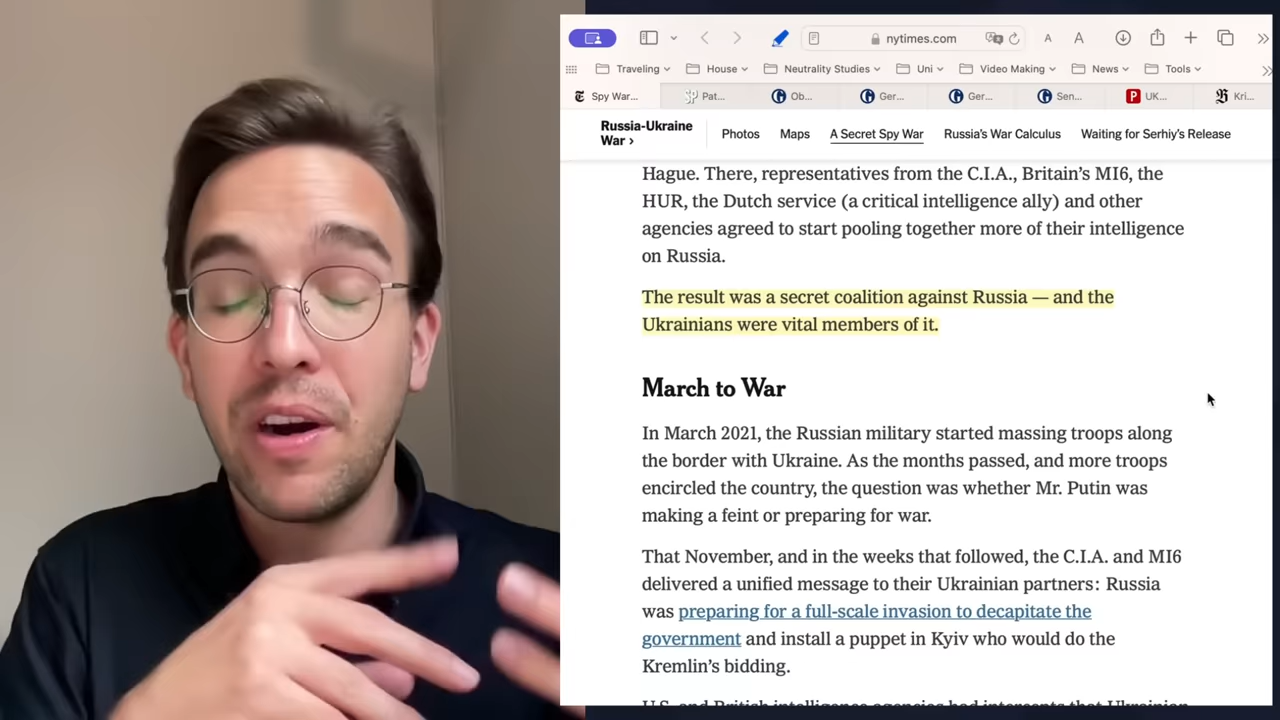 nytimes.com
A A
Traveling House Neutrality Studies Uni Video Making News Tools
Spy War... Pat... Ob... Ger... Ger... Sen... UK... Kri...
Russia-Ukraine
War ›
Photos Maps A Secret Spy War Russia’s War Calculus Waiting for Serhiy’s Release
Hague. There, representatives from the C.I.A., Britain’s MI6, the
HUR, the Dutch service (a critical intelligence ally) and other
agencies agreed to start pooling together more of their intelligence
on Russia.
The result was a secret coalition against Russia — and the
Ukrainians were vital members of it.
March to War
In March 2021, the Russian military started massing troops along
the border with Ukraine. As the months passed, and more troops
encircled the country, the question was whether Mr. Putin was
making a feint or preparing for war.
That November, and in the weeks that followed, the C.I.A. and MI6
delivered a unified message to their Ukrainian partners: Russia
was preparing for a full-scale invasion to decapitate the
government and install a puppet in Kyiv who would do the
Kremlin’s bidding.
U.S. and British intelligence agencies had intercepts that Ukrainian